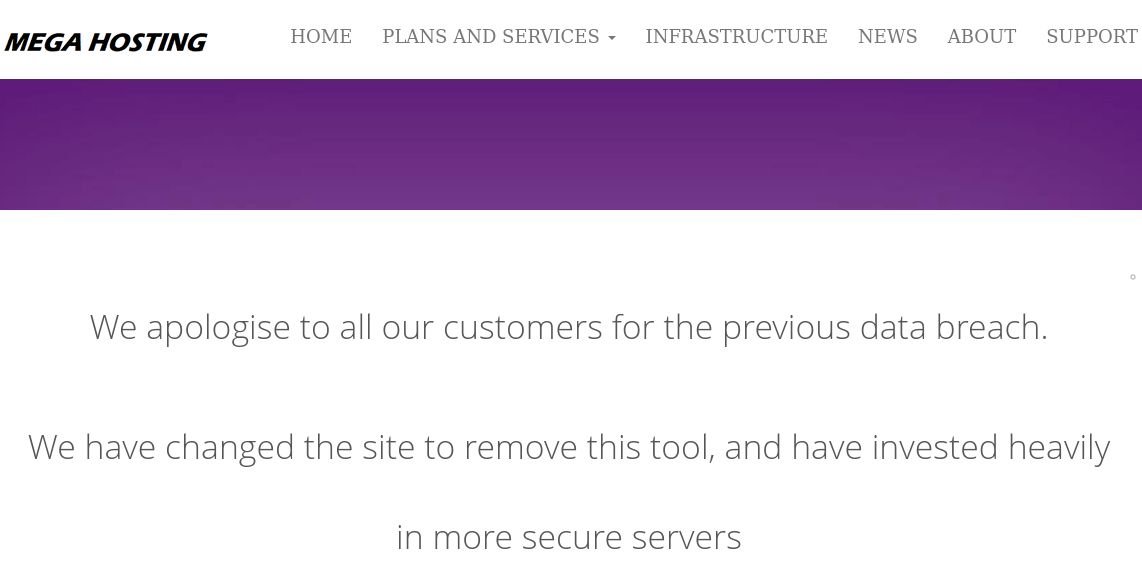 MEGA HOSTING
HOME PLANS AND SERVICES INFRASTRUCTURE NEWS ABOUT SUPPORT
We apologise to all our customers for the previous data breach.
We have changed the site to remove this tool, and have invested heavily
in more secure servers